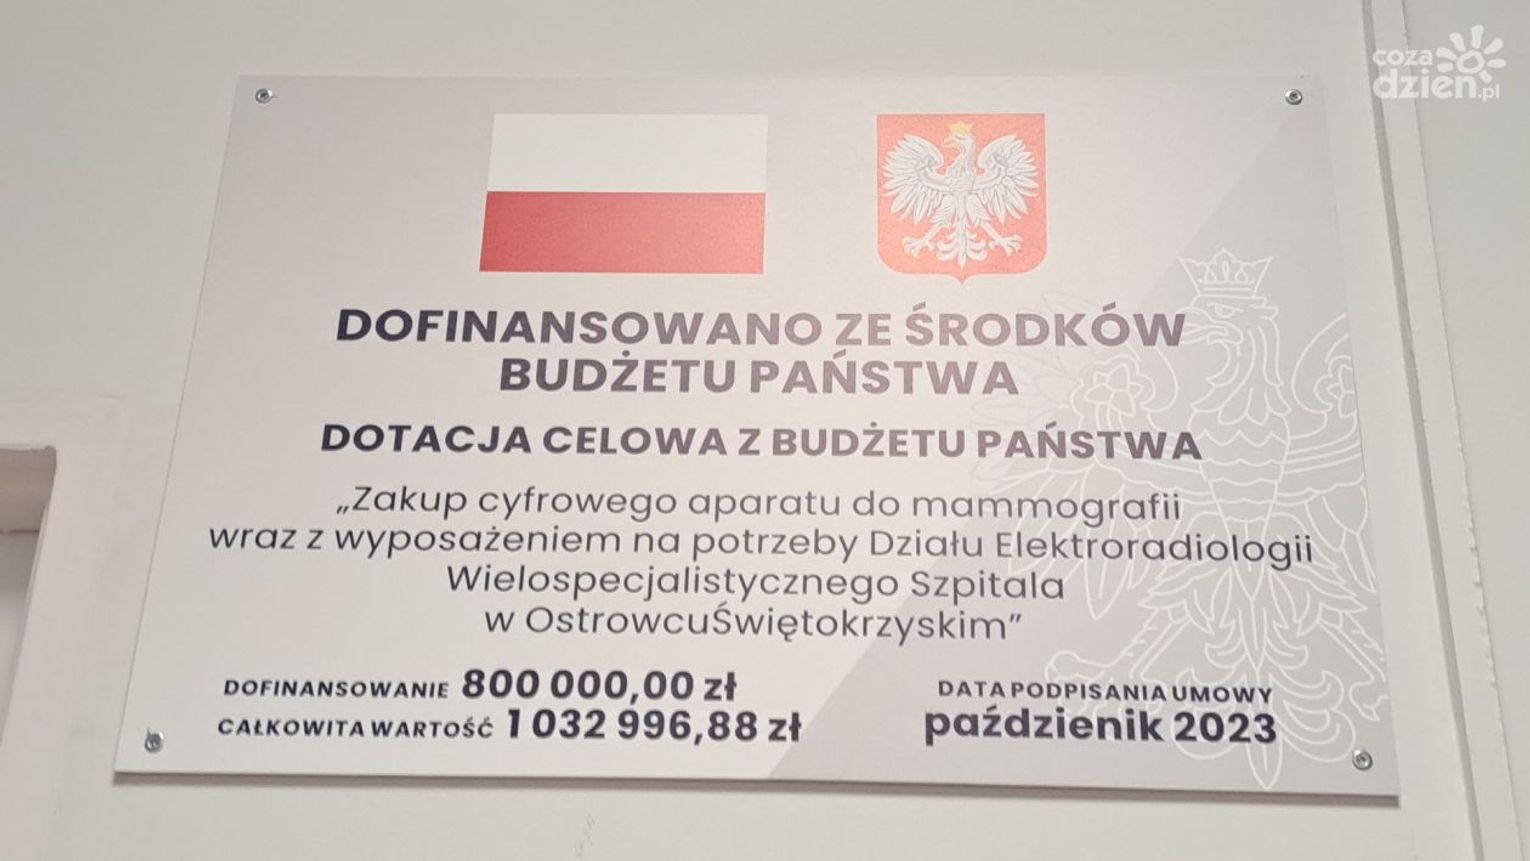 coza
dzien.pl
DOFINANSOWANO ZE ŚRODKÓW
BUDŻETU PAŃSTWA
DOTACJA CELOWA Z BUDŻETU PAŃSTWA
„Zakup cyfrowego aparatu do mammografii
wraz z wyposażeniem na potrzeby Działu Elektroradiologii
Wielospecjalistycznego Szpitala
w OstrowcuŚwiętokrzyskim”
DOFINANSOWANIE 800 000,00 zł
CAŁKOWITA WARTOŚĆ 1 032 996,88 zł
DATA PODPISANIA UMOWY
paździenik 2023